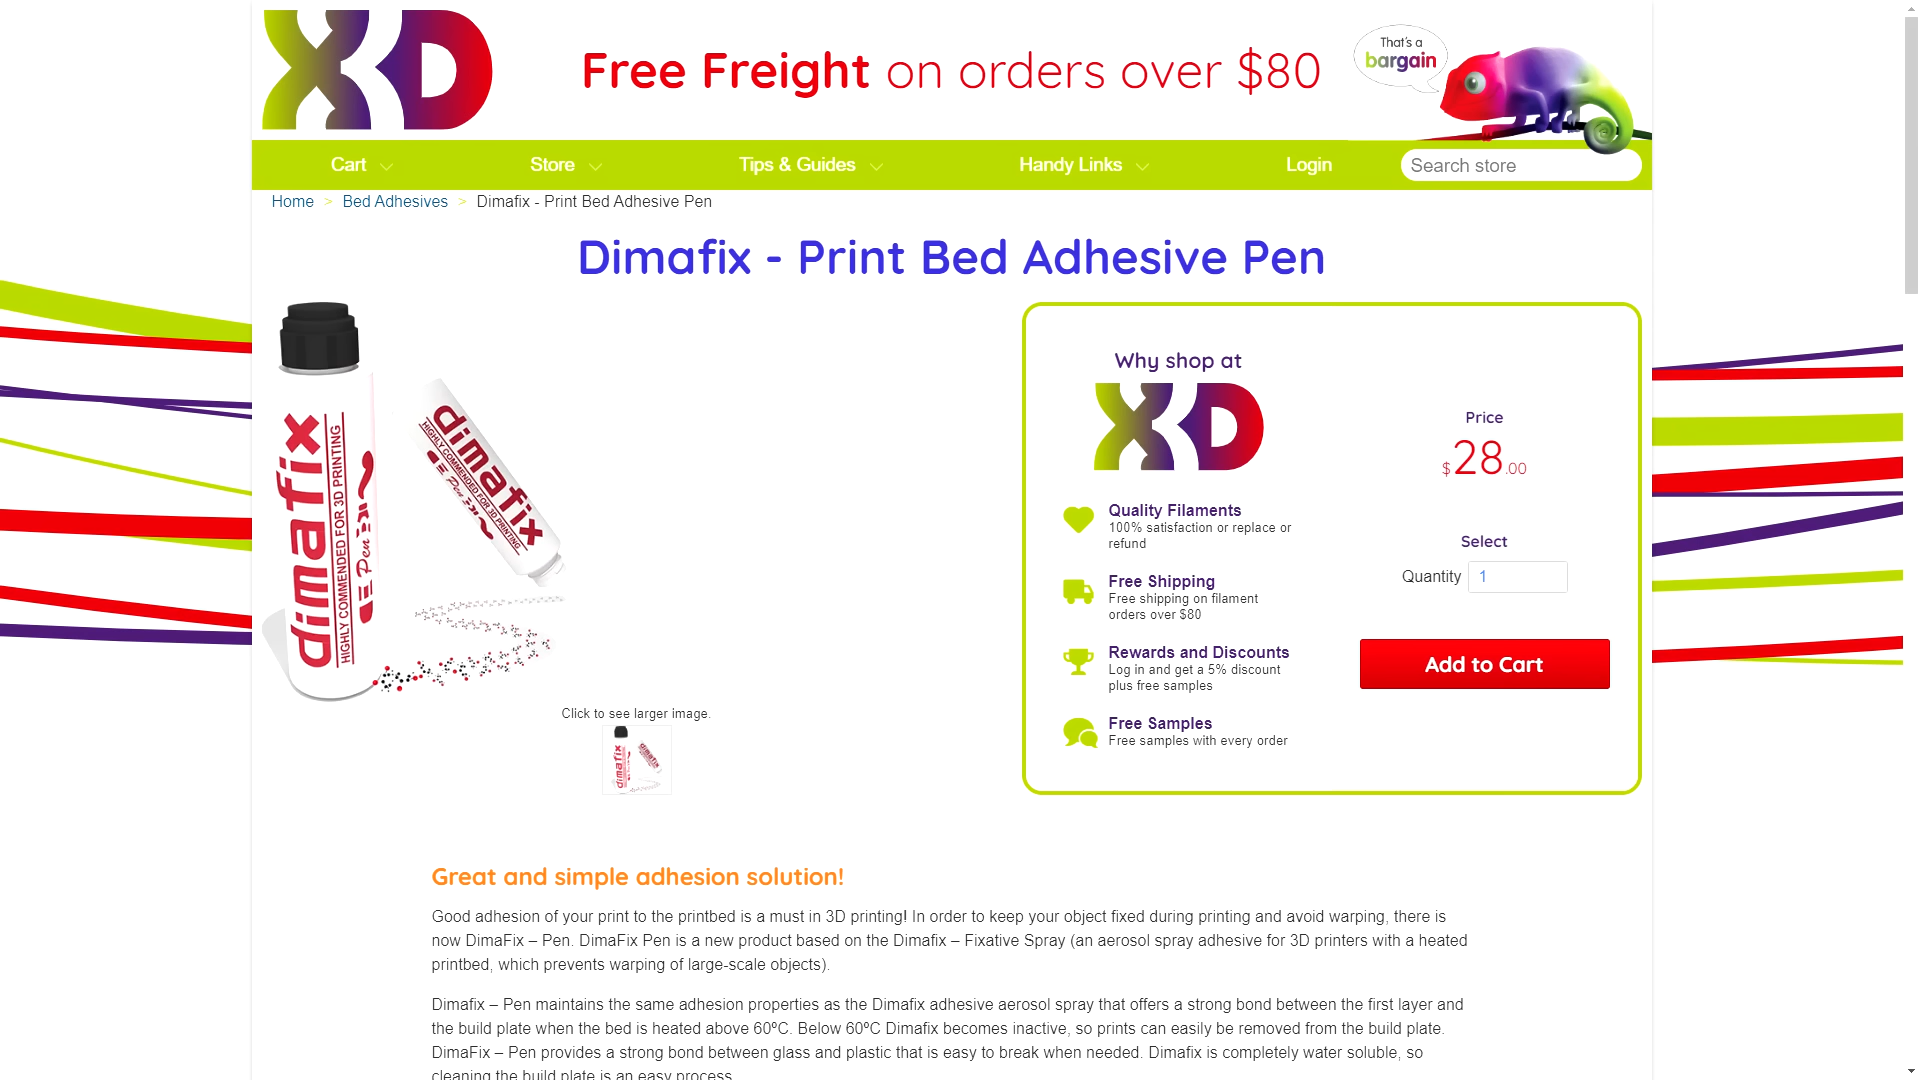 XD
Free Freight on orders over $80
That's a
bargain
Cart
Store
Tips & Guides
Handy Links
Login
Search store
Home > Bed Adhesives > Dimafix - Print Bed Adhesive Pen
Dimafix - Print Bed Adhesive Pen
dimafix
HIGHLY COMMENDED FOR 3D PRINTING
Pen
dimafix
HIGHLY COMMENDED FOR 3D PRINTING
Pen
Click to see larger image.
dimafix
dimafix
Why shop at
XD
Quality Filaments
100% satisfaction or replace or
refund
Free Shipping
Free shipping on filament
orders over $80
Rewards and Discounts
Log in and get a 5% discount
plus free samples
Free Samples
Free samples with every order
Price
$28.00
Select
Quantity 1
Add to Cart
Great and simple adhesion solution!
Good adhesion of your print to the printbed is a must in 3D printing! In order to keep your object fixed during printing and avoid warping, there is
now DimaFix – Pen. DimaFix Pen is a new product based on the Dimafix – Fixative Spray (an aerosol spray adhesive for 3D printers with a heated
printbed, which prevents warping of large-scale objects).
Dimafix – Pen maintains the same adhesion properties as the Dimafix adhesive aerosol spray that offers a strong bond between the first layer and
the build plate when the bed is heated above 60ºC. Below 60ºC Dimafix becomes inactive, so prints can easily be removed from the build plate.
DimaFix – Pen provides a strong bond between glass and plastic that is easy to break when needed. Dimafix is completely water soluble, so
cleaning the build plate is an easy process.